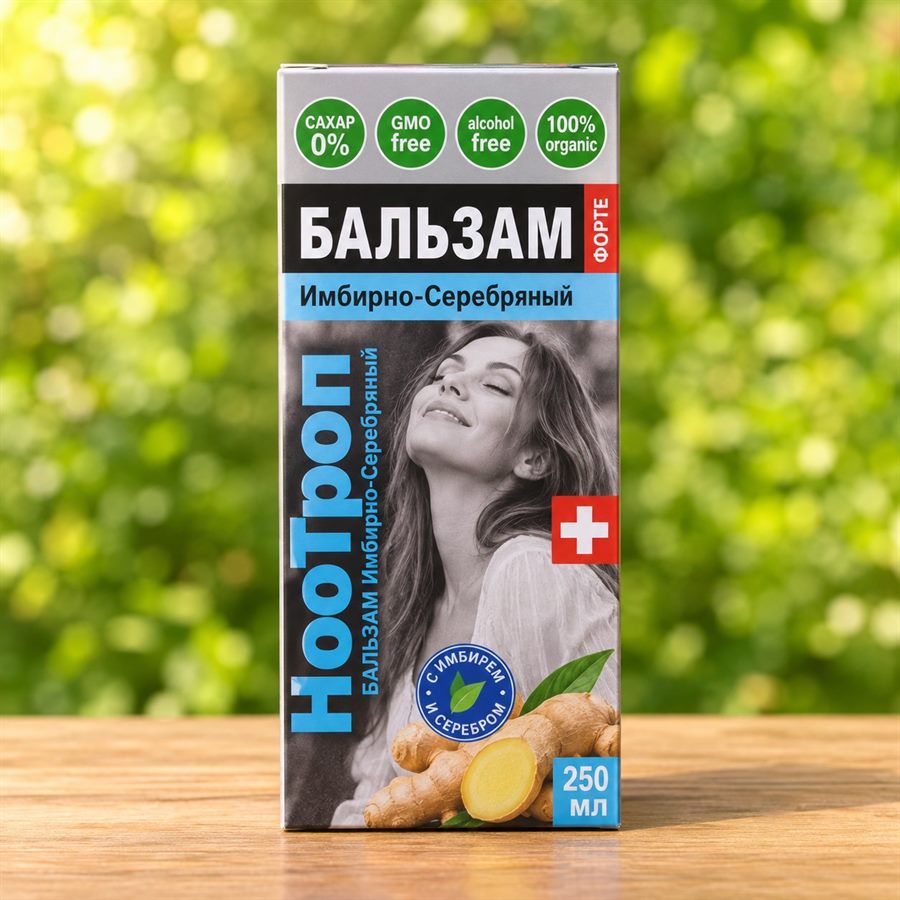 САХАР
0%
GMO
free
alcohol
free
100%
organic
БАЛЬЗАМ
ФОРТЕ
Имбирно-Серебряный
НооТроп
БАЛЬЗАМ Имбирно-Серебряный
• С ИМБИРЕМ •
И СЕРЕБРОМ
250
МЛ